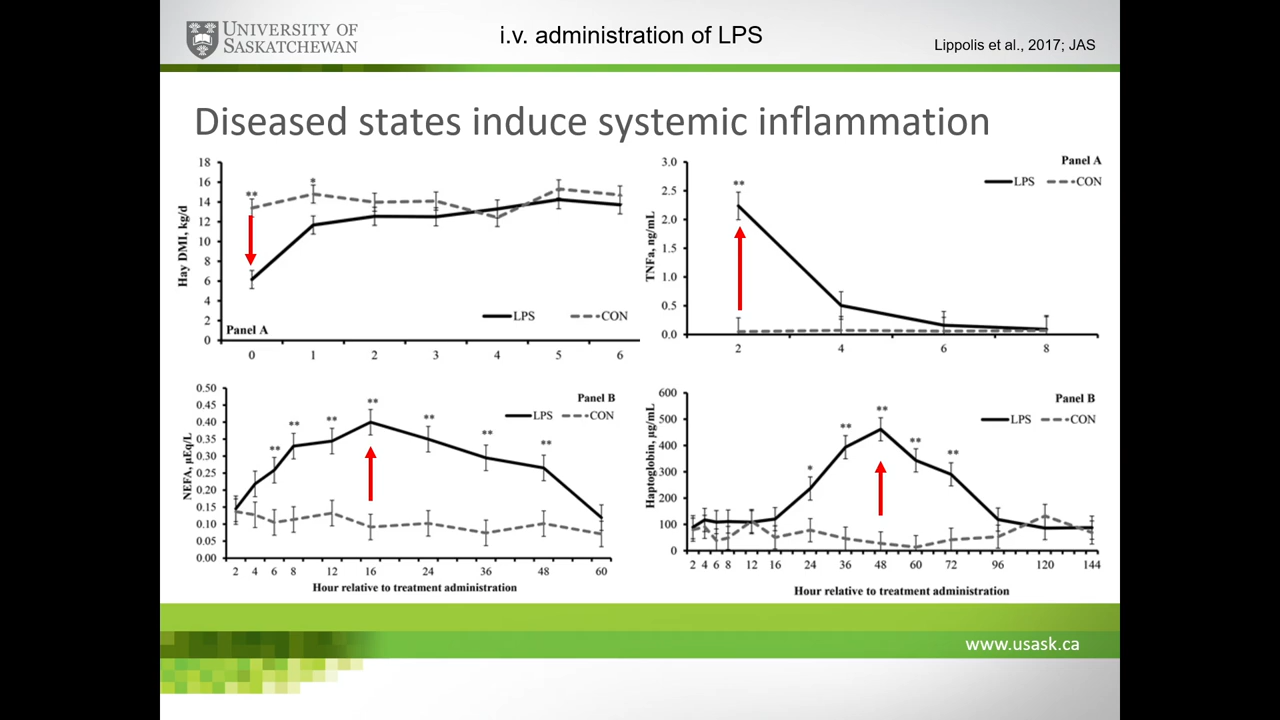 UNIVERSITY OF
SASKATCHEWAN
i.v. administration of LPS
Lippolis et al., 2017; JAS
Diseased states induce systemic inflammation
18
16
14
12
10
8
6
4
2
0
Hay DMI, kg/d
** *
LPS CON
Panel A
0 1 2 3 4 5 6
Panel A
LPS CON
3.0
2.5
2.0
1.5
1.0
0.5
0.0
TNFa, ng/mL
**
2 4 6 8
Panel B
LPS CON
0.50
0.45
0.40
0.35
0.30
0.25
0.20
0.15
0.10
0.05
0.00
NEFA, µEq/L
** ** ** ** ** ** **
2 4 6 8 12 16 24 36 48 60
Hour relative to treatment administration
Panel B
LPS CON
600
500
400
300
200
100
0
Haptoglobin, µg/mL
* ** ** ** **
2 4 6 8 12 16 24 36 48 60 72 96 120 144
Hour relative to treatment administration
www.usask.ca